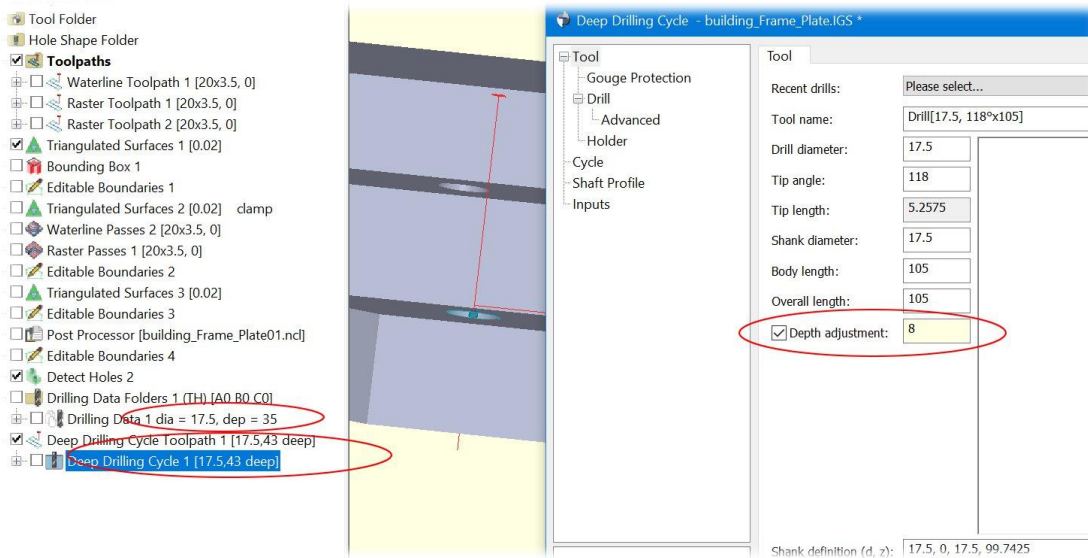 Tool Folder
Hole Shape Folder
Toolpaths
Waterline Toolpath 1 [20x3.5, 0]
Raster Toolpath 1 [20x3.5, 0]
Raster Toolpath 2 [20x3.5, 0]
Triangulated Surfaces 1 [0.02]
Bounding Box 1
Editable Boundaries 1
Triangulated Surfaces 2 [0.02] clamp
Waterline Passes 2 [20x3.5, 0]
Raster Passes 1 [20x3.5, 0]
Editable Boundaries 2
Triangulated Surfaces 3 [0.02]
Editable Boundaries 3
Post Processor [building_Frame_Plate01.ncl]
Editable Boundaries 4
Detect Holes 2
Drilling Data Folders 1 (TH) [A0 B0 C0]
Drilling Data 1 dia = 17.5, dep = 35
Deep Drilling Cycle Toolpath 1 [17.5,43 deep]
Deep Drilling Cycle 1 [17.5,43 deep]
Deep Drilling Cycle - building_Frame_Plate.IGS *
Tool
Gouge Protection
Drill
Advanced
Holder
Cycle
Shaft Profile
Inputs
Tool
Recent drills: Please select...
Tool name: Drill[17.5, 118ºx105]
Drill diameter: 17.5
Tip angle: 118
Tip length: 5.2575
Shank diameter: 17.5
Body length: 105
Overall length: 105
Depth adjustment: 8
Shank definition (d, z): 17.5, 0, 17.5, 99.7425